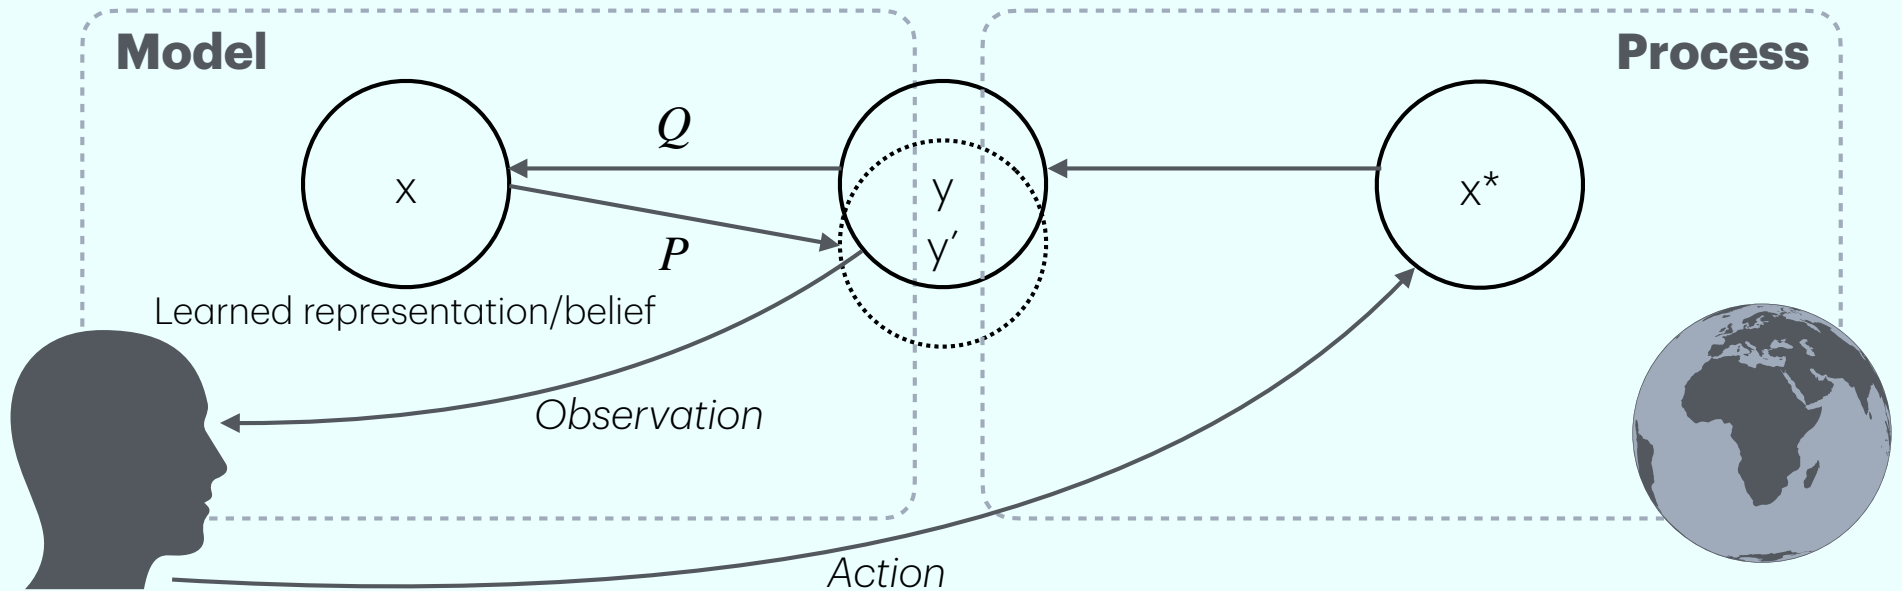 Model
Process
Q
x
y
x*
y′
P
Learned representation/belief
Observation
Action